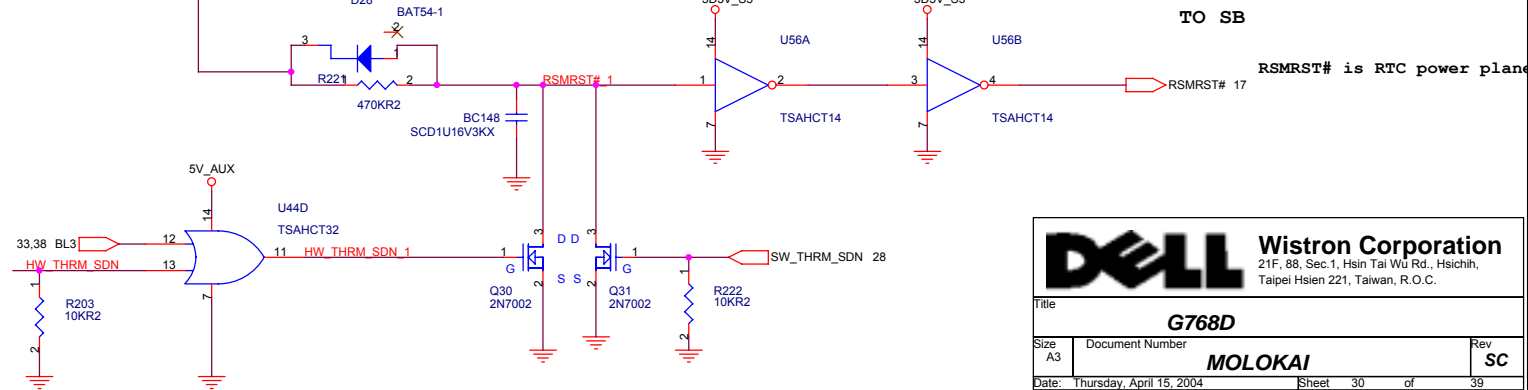 BAT54-1
TO SB
2
3
1
14
U56A
14
U56B
R221
1
2
RSMRST#_1
1
2
3
4
RSMRST# 17
RSMRST# is RTC power plane
470KR2
BC148
SCD1U16V3KX
7
TSAHCT14
7
TSAHCT14
5V_AUX
14
U44D
TSAHCT32
33,38 BL3
12
HW_THRM_SDN
13
11
HW_THRM_SDN_1
1
3
D D
3
1
SW_THRM_SDN 28
G
S S
G
2
2
Q30
2N7002
Q31
2N7002
1
R222
10KR2
2
1
R203
10KR2
2
7
DELL
Wistron Corporation
21F, 88, Sec.1, Hsin Tai Wu Rd., Hsichih,
Taipei Hsien 221, Taiwan, R.O.C.
Title
G768D
Size
A3
Document Number
MOLOKAI
Rev
SC
Date: Thursday, April 15, 2004
Sheet 30 of 39